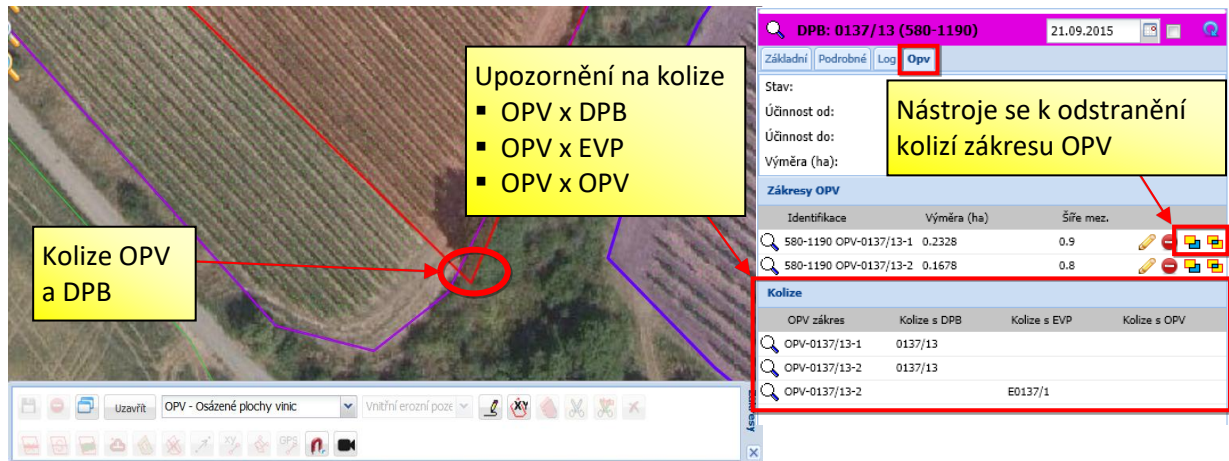 Upozornění na kolize
▪ OPV x DPB
▪ OPV x EVP
▪ OPV x OPV
Kolize OPV
a DPB
Uzavřít OPV - Osázené plochy vinic Vnitřní erozní poze
XY
XY GPS
DPB: 0137/13 (580-1190) 21.09.2015
Základní Podrobné Log Opv
Stav:
Účinnost od:
Účinnost do:
Výměra (ha):
Nástroje se k odstranění
kolizí zákresu OPV
Zákresy OPV
Identifikace Výměra (ha) Šíře mez.
580-1190 OPV-0137/13-1 0.2328 0.9
580-1190 OPV-0137/13-2 0.1678 0.8
Kolize
OPV zákres Kolize s DPB Kolize s EVP Kolize s OPV
OPV-0137/13-1 0137/13
OPV-0137/13-2 0137/13
OPV-0137/13-2 E0137/1